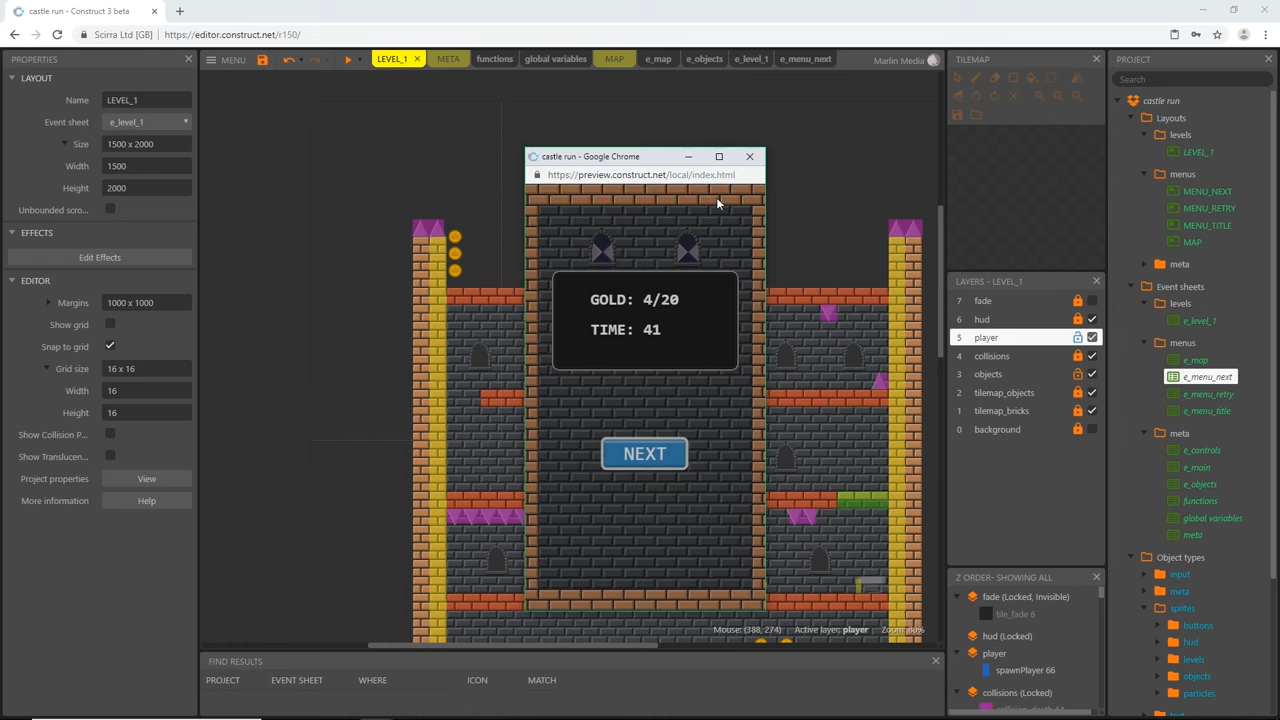 castle run - Construct 3 beta
Scirra Ltd [GB] | https://editor.construct.net/r150/
PROPERTIES
LAYOUT
Name LEVEL_1
Event sheet e_level_1
Size 1500 x 2000
Width 1500
Height 2000
Unbounded scro...
EFFECTS
Edit Effects
EDITOR
Margins 1000 x 1000
Show grid
Snap to grid
Grid size 16 x 16
Width 16
Height 16
Show Collision P...
Show Translucen...
Project properties View
More information Help
MENU
LEVEL_1 META functions global variables MAP e_map e_objects e_level_1 e_menu_next
Marlin Media
castle run - Google Chrome
https://preview.construct.net/local/index.html
GOLD: 4/20
TIME: 41
NEXT
Mouse: (388, 274) Active layer: player Zoom: 80%
FIND RESULTS
PROJECT EVENT SHEET WHERE ICON MATCH
TILEMAP
LAYERS - LEVEL_1
7 fade
6 hud
5 player
4 collisions
3 objects
2 tilemap_objects
1 tilemap_bricks
0 background
Z ORDER- SHOWING ALL
fade (Locked, Invisible)
tile_fade 6
hud (Locked)
player
spawnPlayer 66
collisions (Locked)
PROJECT
Search
castle run
Layouts
levels
LEVEL_1
menus
MENU_NEXT
MENU_RETRY
MENU_TITLE
MAP
meta
Event sheets
levels
e_level_1
menus
e_map
e_menu_next
e_menu_retry
e_menu_title
meta
e_controls
e_main
e_objects
functions
global variables
meta
Object types
input
meta
sprites
buttons
hud
levels
objects
particles